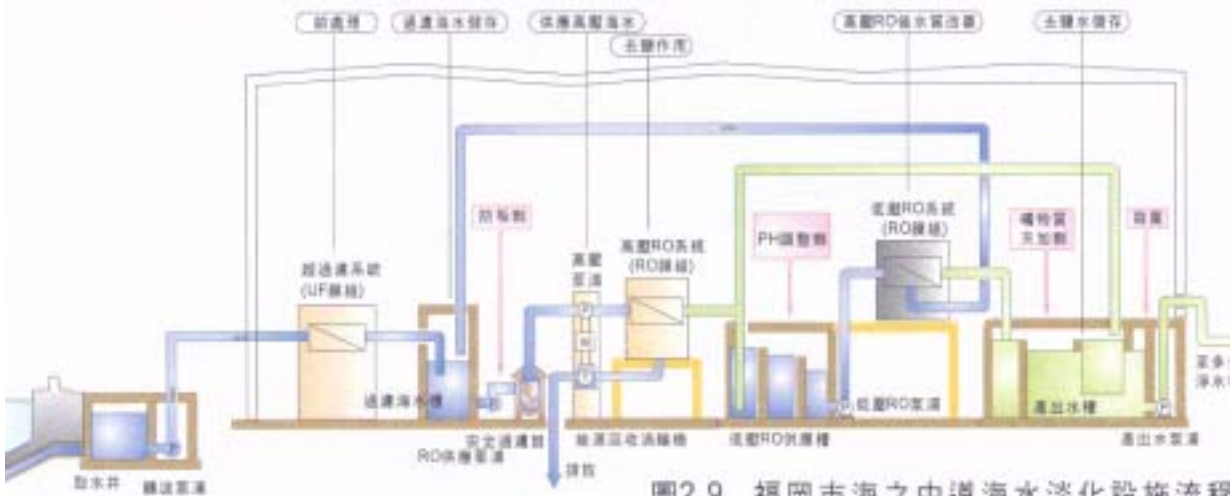 前處理
過濾海水儲存
供應高壓海水
去鹽作用
高壓RO後水質改善
去鹽水儲存
防垢劑
超過濾系統
(UF膜組)
高壓
泵浦
高壓RO系統
(RO膜組)
PH調整劑
低壓RO系統
(RO膜組)
礦物質
添加劑
殺菌
過濾海水槽
RO供應泵浦
安全過濾器
能源回收渦輪機
排放
低壓RO供應槽
低壓RO泵浦
產出水槽
產出水泵浦
取水井
輸送泵浦
P
P
P
P
圖2.9 福岡市海之中道海水淡化設施流程